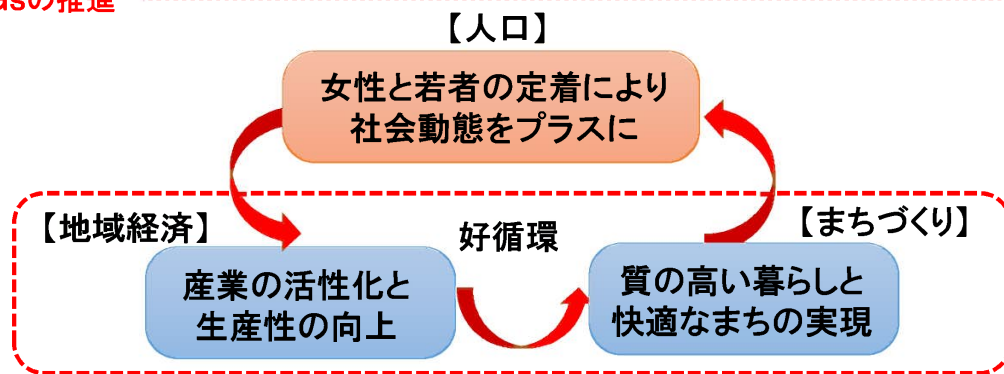 の推進
【人口】
女性と若者の定着により
社会動態をプラスに
【地域経済】
好循環
【まちづくり】
産業の活性化と
生産性の向上
質の高い暮らしと
快適なまちの実現